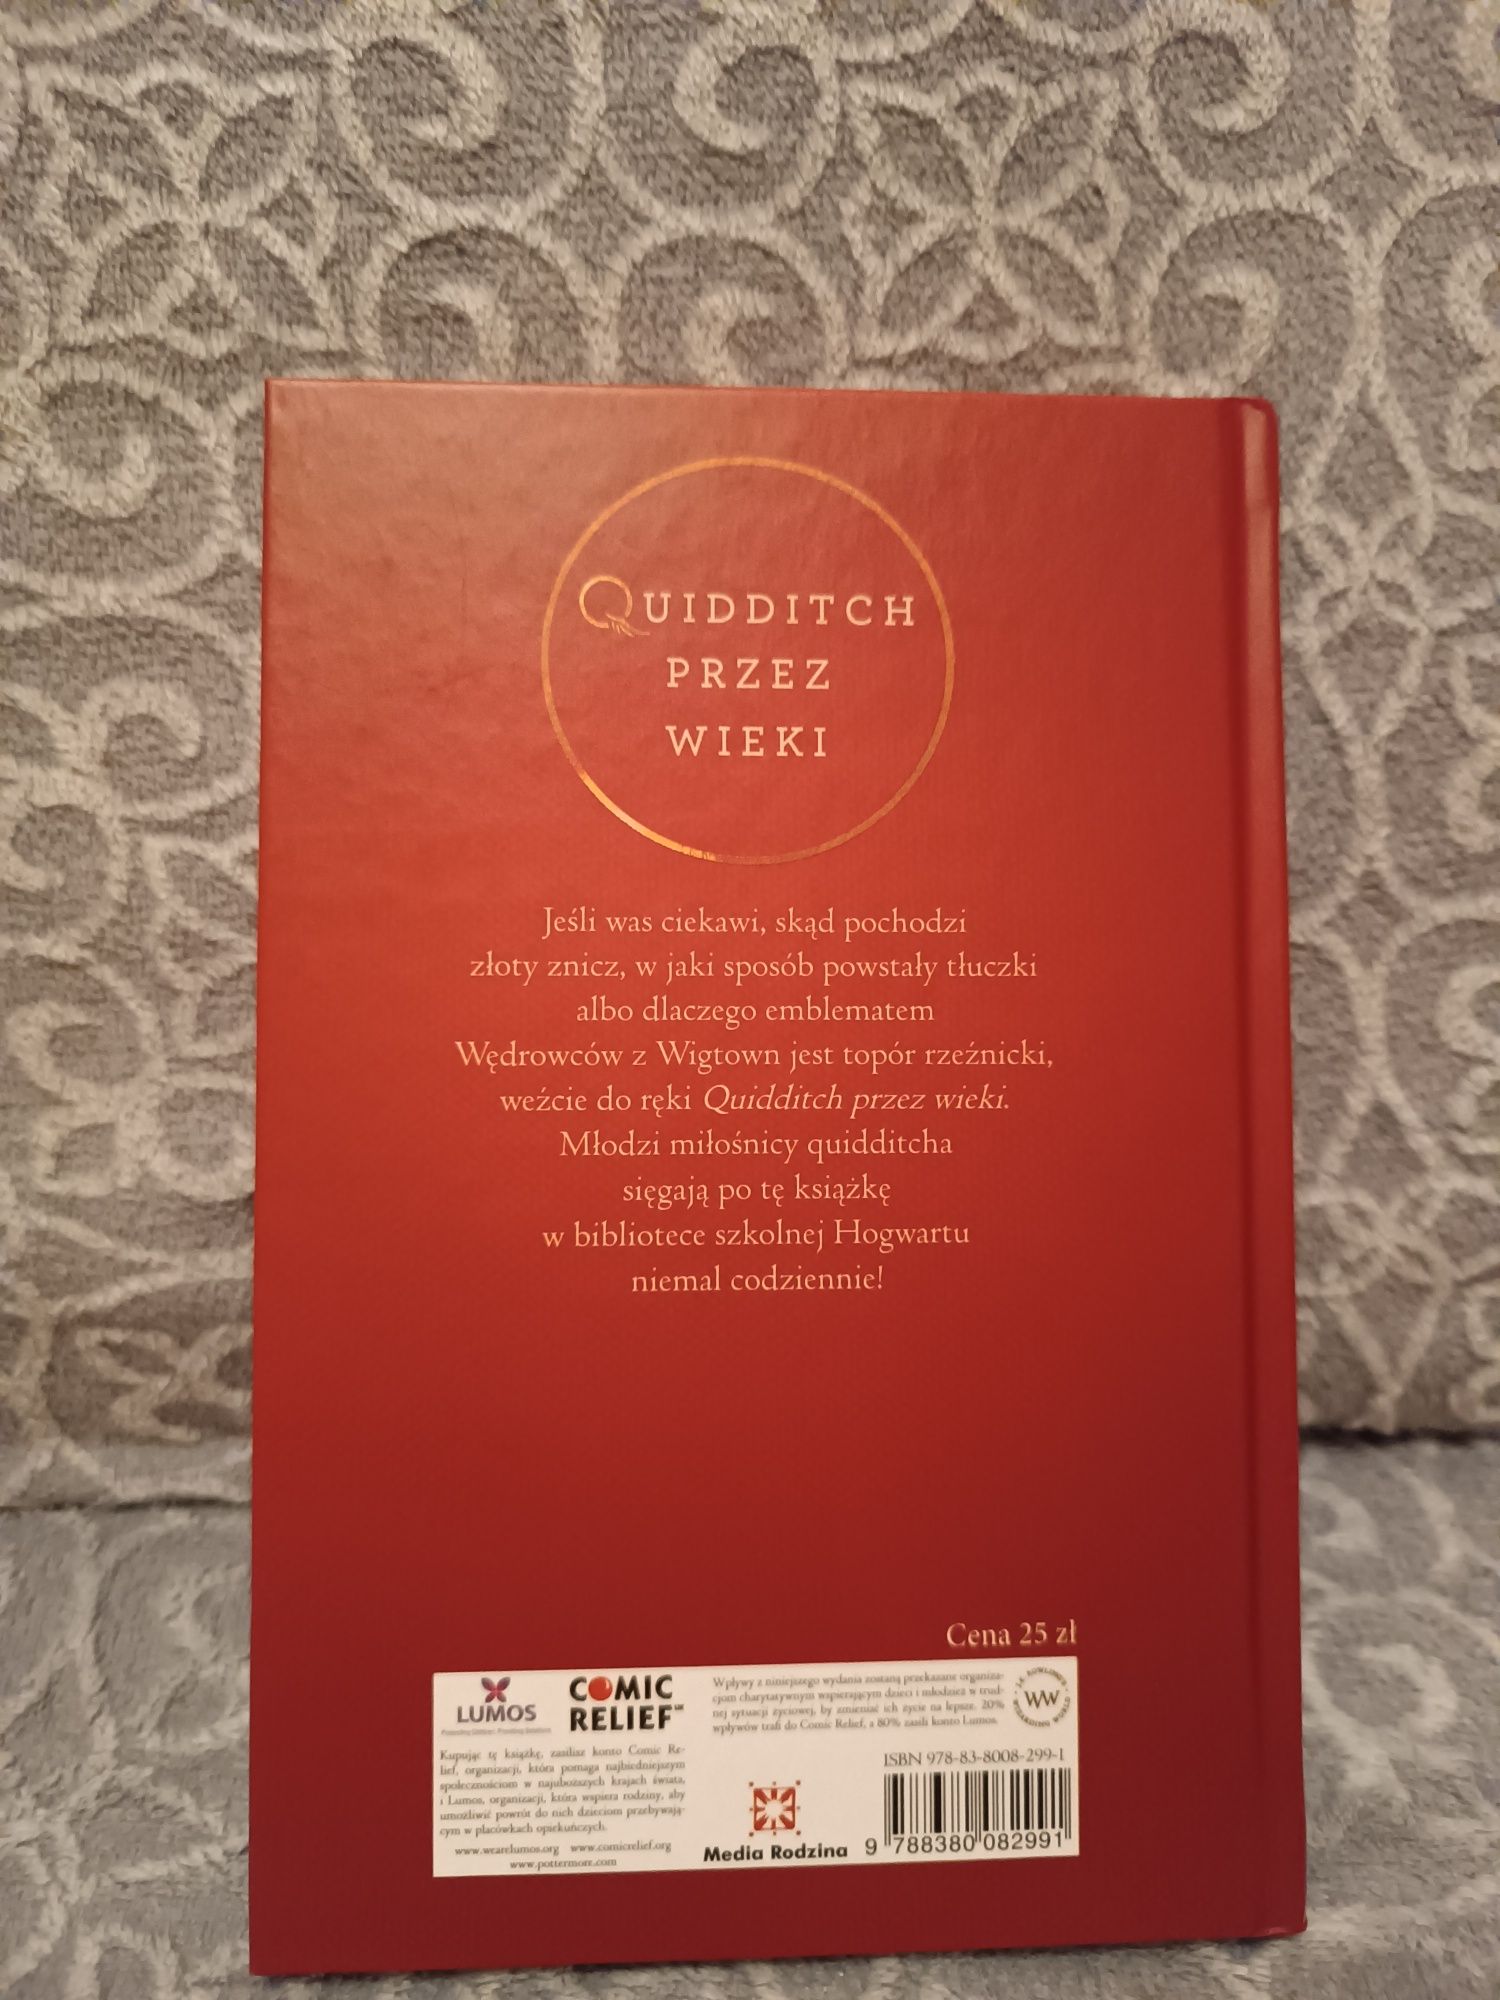 QUIDDITCH
PRZEZ
WIEKI
Jeśli was ciekawi, skąd pochodzi
złoty znicz, w jaki sposób powstały tłuczki
albo dlaczego emblematem
Wędrowców z Wigtown jest topór rzeźnicki,
weźcie do ręki Quidditch przez wieki.
Młodzi miłośnicy quidditcha
sięgają po tę książkę
w bibliotece szkolnej Hogwartu
niemal codziennie!
Cena 25 zł
LUMOS
COMIC
RELIEF
Kupując tę książkę, zasilisz konto Comic Re-
lief, organizacji, która pomaga najbiedniejszym
społecznościom w najuboższych krajach świata,
i Lumos, organizacji, która wspiera rodziny, aby
umożliwić powrót do nich dzieciom przebywają-
cym w placówkach opiekuńczych.
www.wearelumos.org www.comicrelief.org
www.pottermore.com
Wpływy z niniejszego wydania zostaną przekazane organiza-
cjom charytatywnym wspierającym dzieci i młodzież w trud-
nej sytuacji życiowej, by zmieniać ich życie na lepsze. 20%
wpływów trafi do Comic Relief, a 80% zasili konto Lumos.
J.K. ROWLING'S WIZARDING WORLD
WW
Media Rodzina
ISBN 978-83-8008-299-1
9 788380 082991